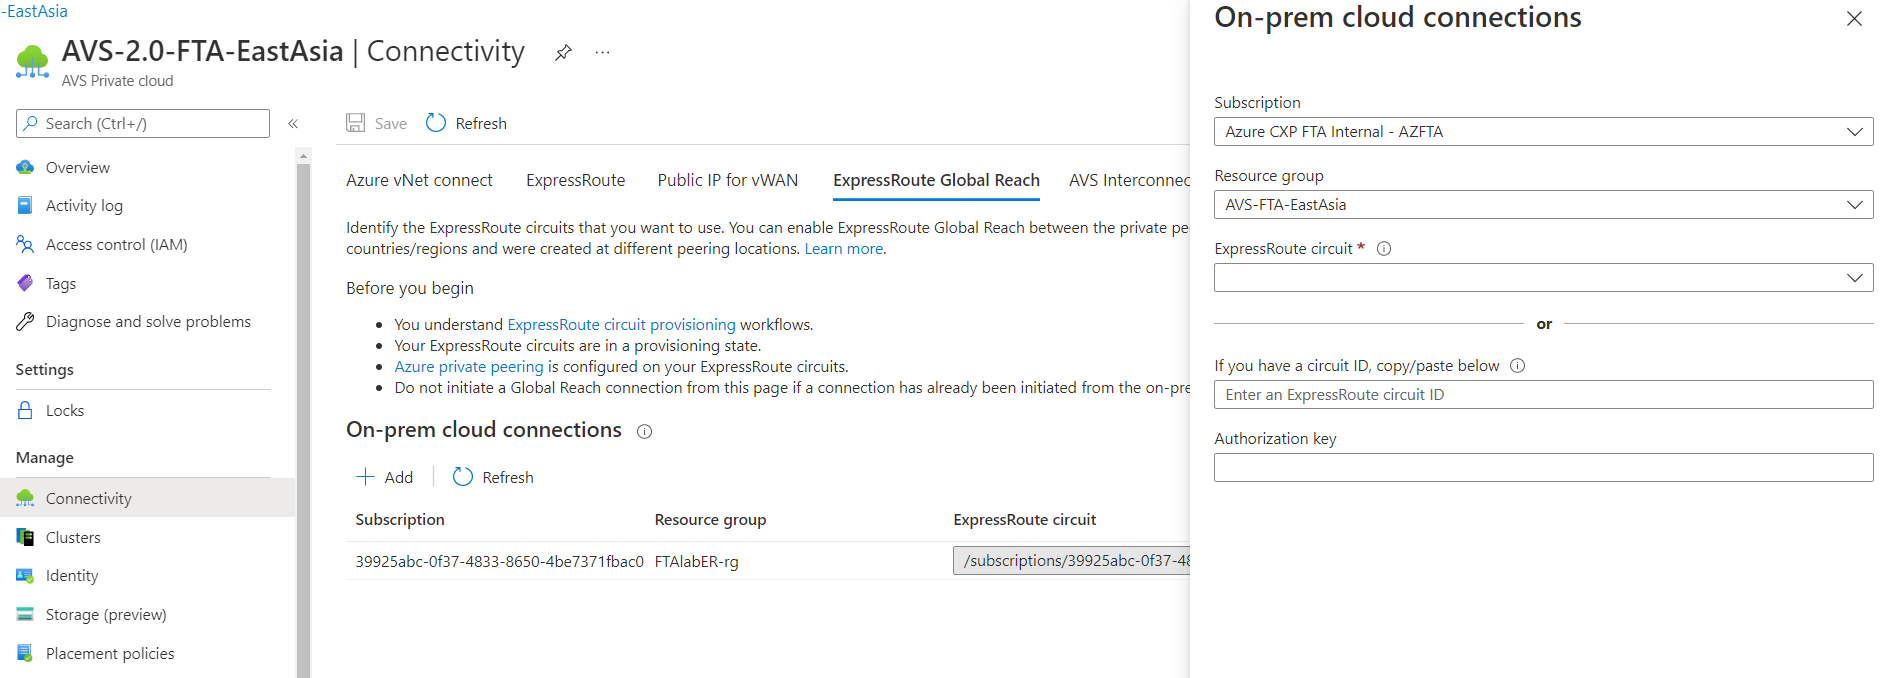 -EastAsia
AVS-2.0-FTA-EastAsia | Connectivity
AVS Private cloud
Search (Ctrl+/)
Overview
Activity log
Access control (IAM)
Tags
Diagnose and solve problems
Settings
Locks
Manage
Connectivity
Clusters
Identity
Storage (preview)
Placement policies
Save Refresh
Azure vNet connect ExpressRoute Public IP for vWAN ExpressRoute Global Reach AVS Interconnec
Identify the ExpressRoute circuits that you want to use. You can enable ExpressRoute Global Reach between the private pe
countries/regions and were created at different peering locations. Learn more.
Before you begin
You understand ExpressRoute circuit provisioning workflows.
Your ExpressRoute circuits are in a provisioning state.
Azure private peering is configured on your ExpressRoute circuits.
Do not initiate a Global Reach connection from this page if a connection has already been initiated from the on-pre
On-prem cloud connections
Add Refresh
Subscription Resource group ExpressRoute circuit
39925abc-0f37-4833-8650-4be7371fbac0 FTAlabER-rg /subscriptions/39925abc-0f37-48
On-prem cloud connections
Subscription
Azure CXP FTA Internal - AZFTA
Resource group
AVS-FTA-EastAsia
ExpressRoute circuit *
or
If you have a circuit ID, copy/paste below
Enter an ExpressRoute circuit ID
Authorization key